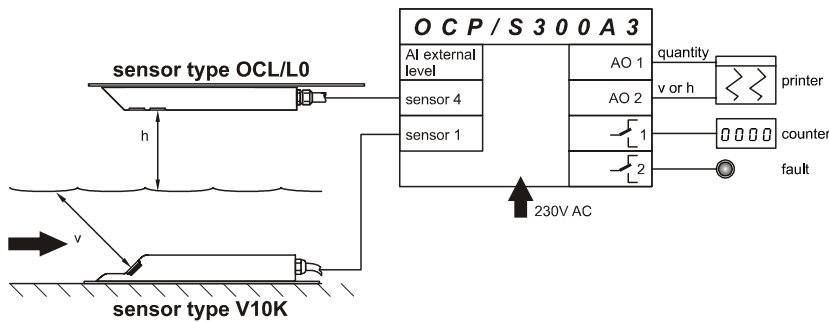 OCP/S300A3
AI external
level
sensor 4
sensor 1
AO 1
AO 2
1
2
quantity
v or h
printer
0000
counter
fault
230V AC
sensor type OCL/L0
h
v
sensor type V10K